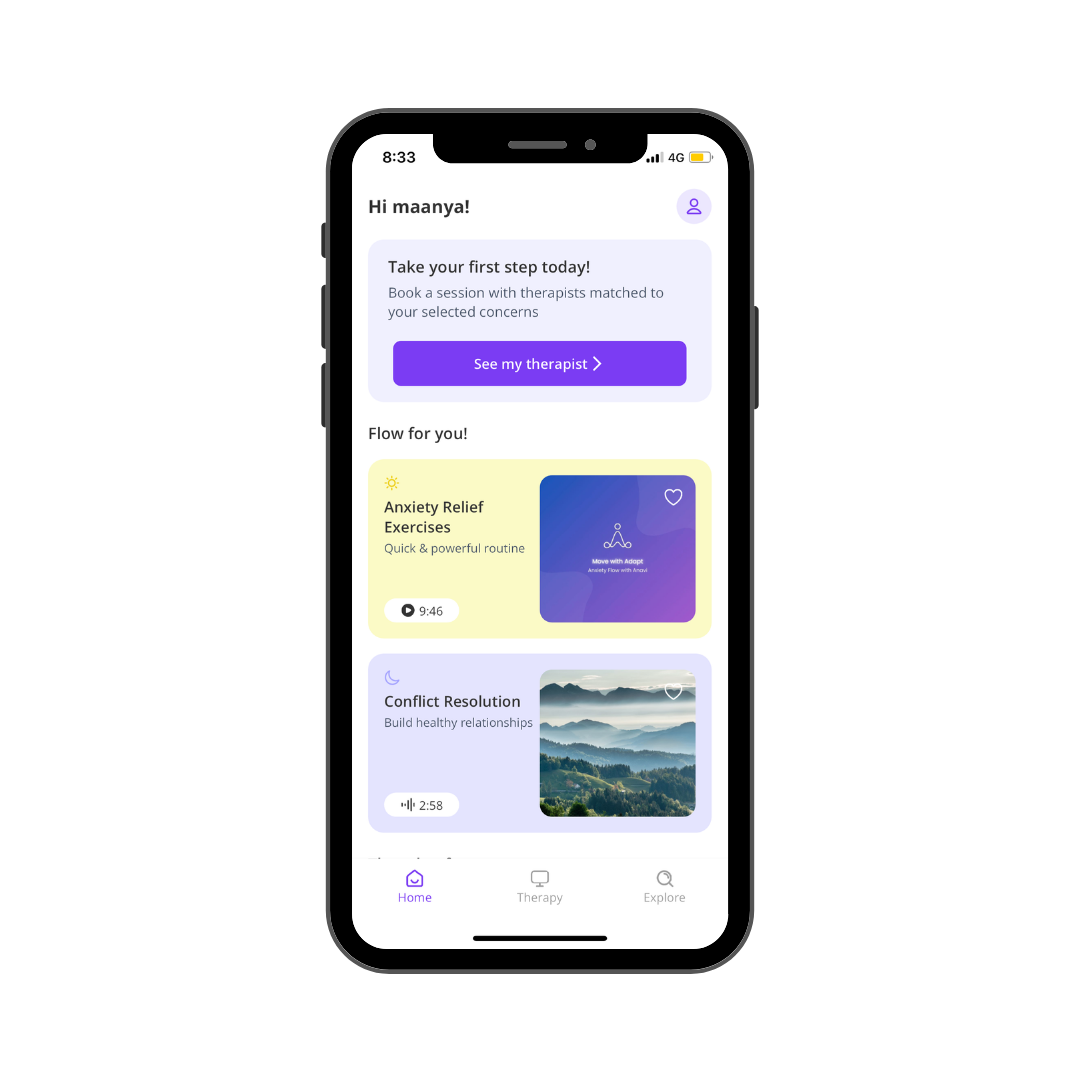 8:33
4G
Hi maanya!
Take your first step today!
Book a session with therapists matched to
your selected concerns
See my therapist
Flow for you!
Anxiety Relief
Exercises
Quick & powerful routine
Move with Adapt
Anxiety Flow with Anavi
9:46
Conflict Resolution
Build healthy relationships
2:58
Home
Therapy
Explore